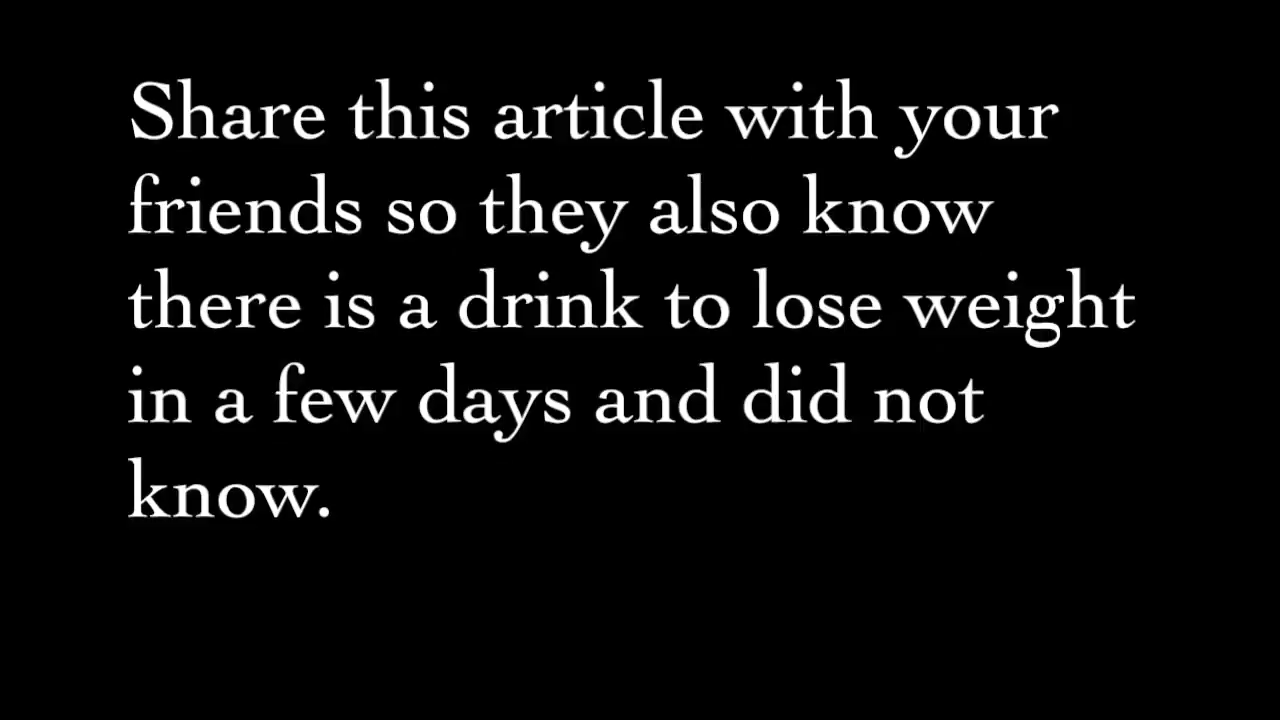 Share this article with your
friends so they also know
there is a drink to lose weight
in a few days and did not
know.